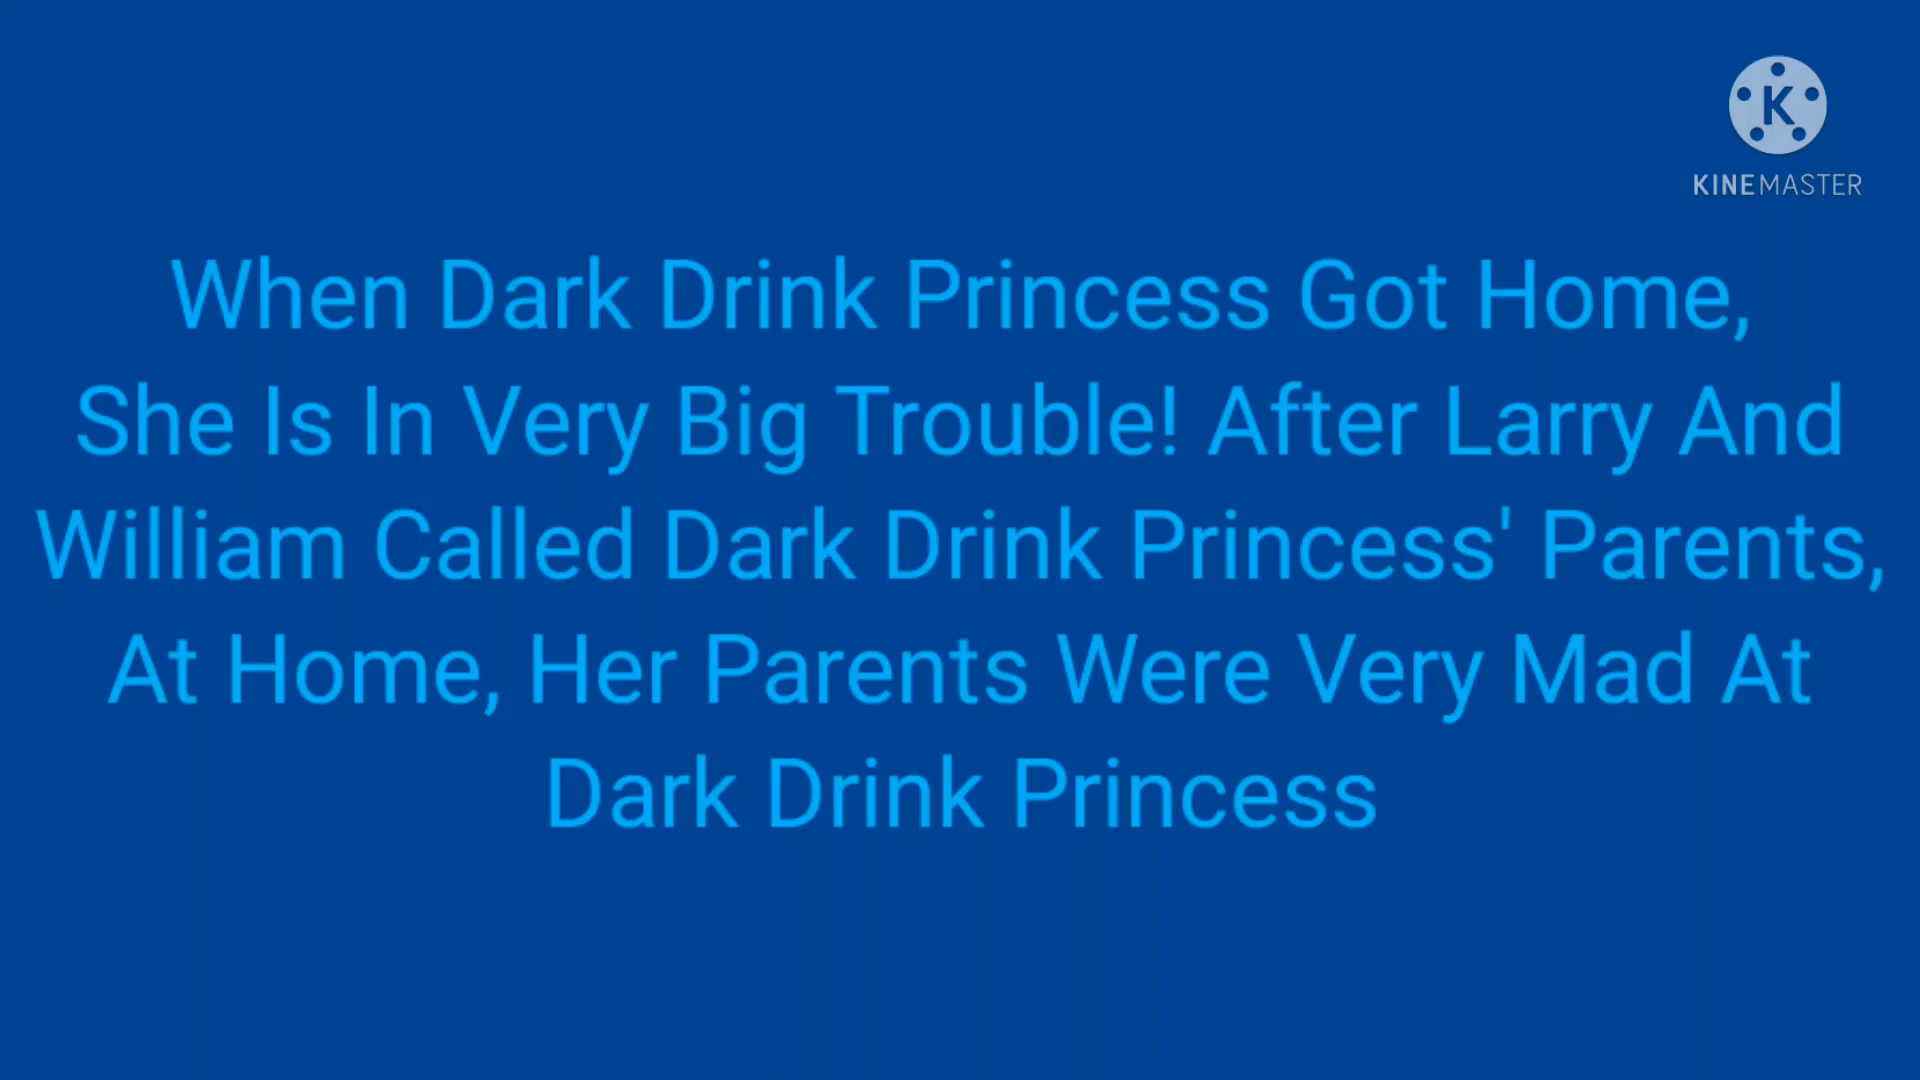 K
KINEMASTER
When Dark Drink Princess Got Home,
She Is In Very Big Trouble! After Larry And
William Called Dark Drink Princess' Parents,
At Home, Her Parents Were Very Mad At
Dark Drink Princess